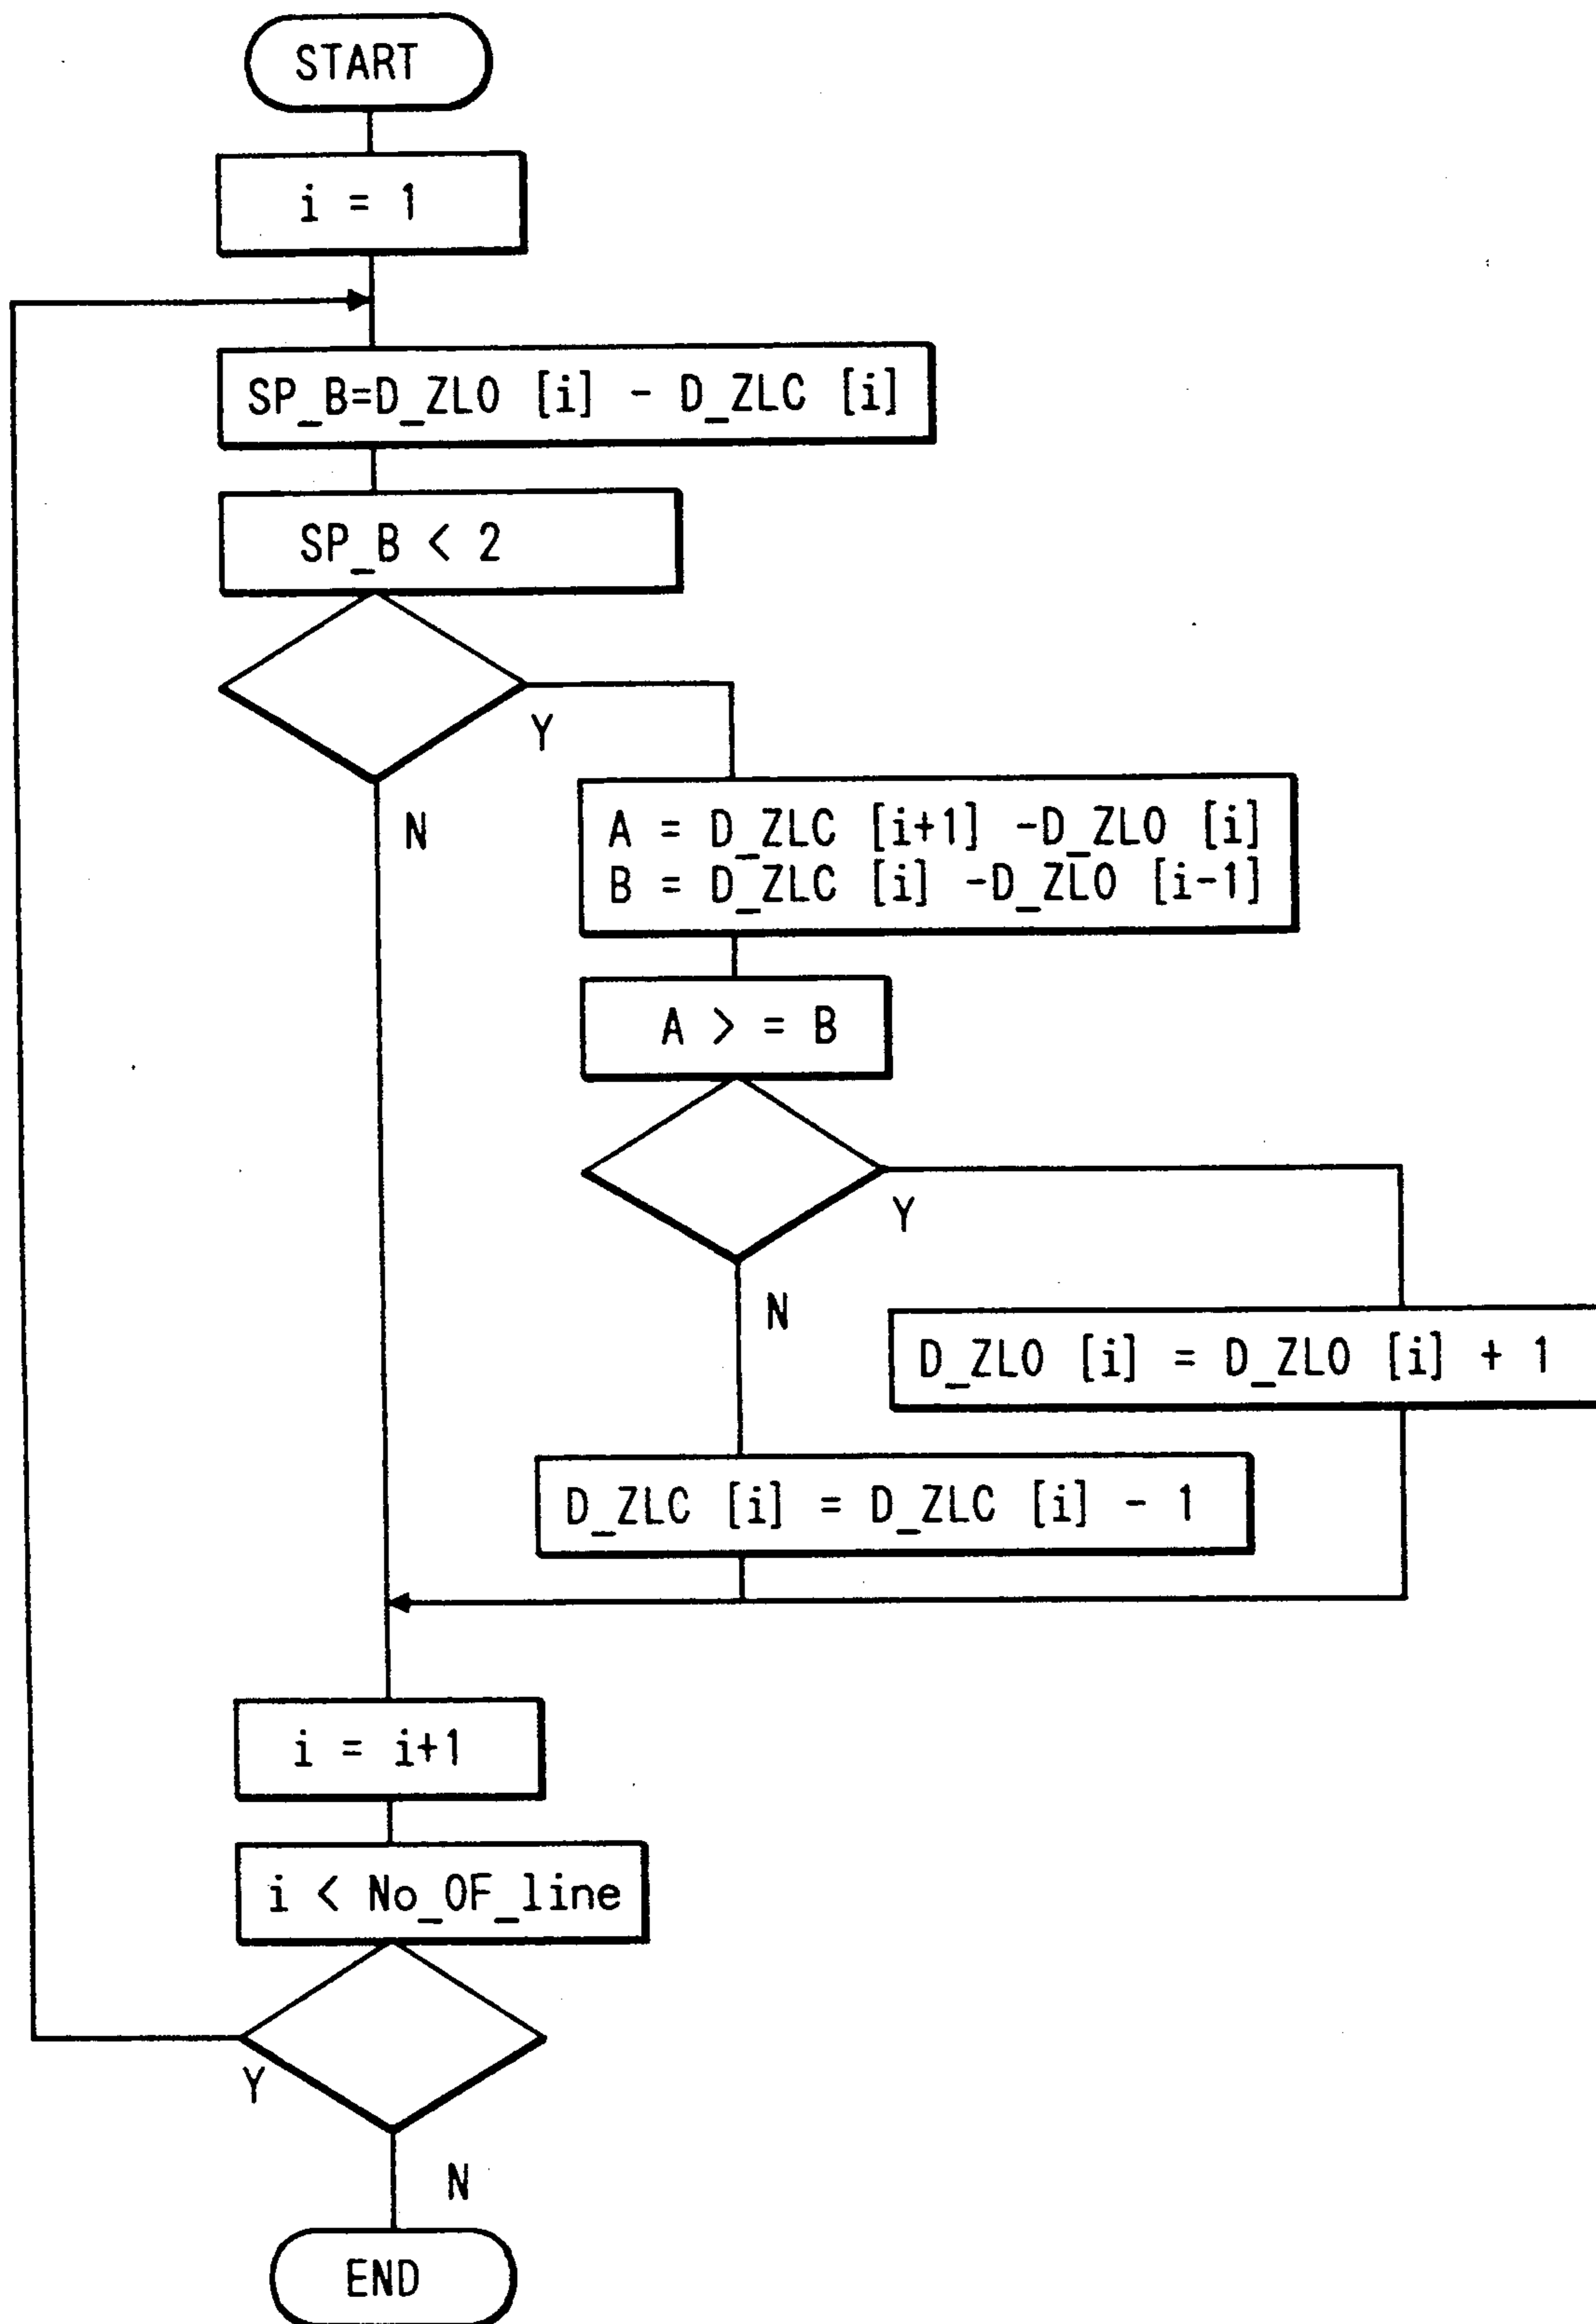 START
i = 1
SP_B=D_ZLO [i] - D_ZLC [i]
SP_B < 2
Y
N
A = D_ZLC [i+1] -D_ZLO [i]
B = D_ZLC [i] -D_ZLO [i-1]
A > = B
Y
N
D_ZLO [i] = D_ZLO [i] + 1
D_ZLC [i] = D_ZLC [i] - 1
i = i+1
i < No_OF_line
Y
N
END